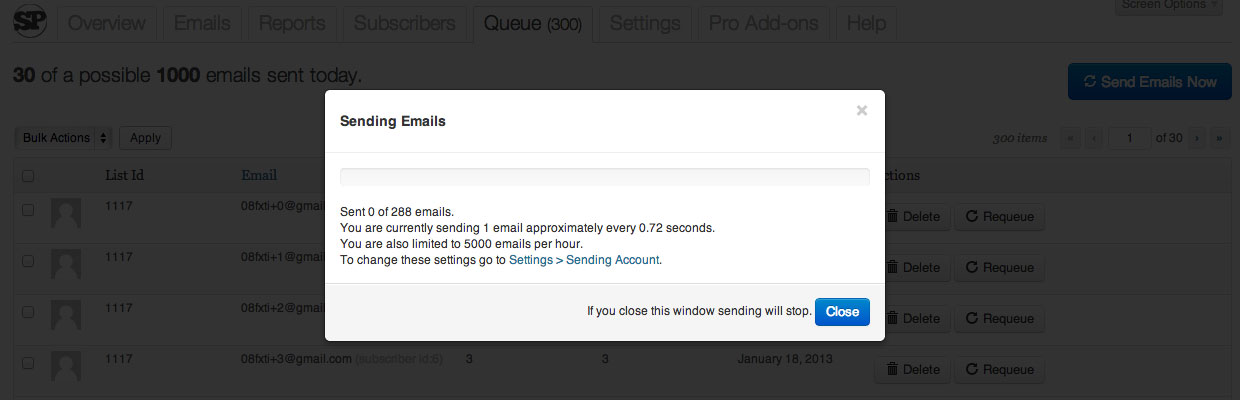 SP Overview Emails Reports Subscribers Queue (300) Settings Pro Add-ons Help Screen Options
30 of a possible 1000 emails sent today.
Send Emails Now
Sending Emails
×
Bulk Actions Apply
300 items « ‹ 1 of 30 › »
List Id Email ctions
Sent 0 of 288 emails.
You are currently sending 1 email approximately every 0.72 seconds.
You are also limited to 5000 emails per hour.
To change these settings go to Settings > Sending Account.
If you close this window sending will stop. Close
1117 08fxti+0@gmai Delete Requeue
1117 08fxti+1@gmai Delete Requeue
1117 08fxti+2@gmai Delete Requeue
1117 08fxti+3@gmail.com (subscriber id:6) 3 3 January 18, 2013 Delete Requeue